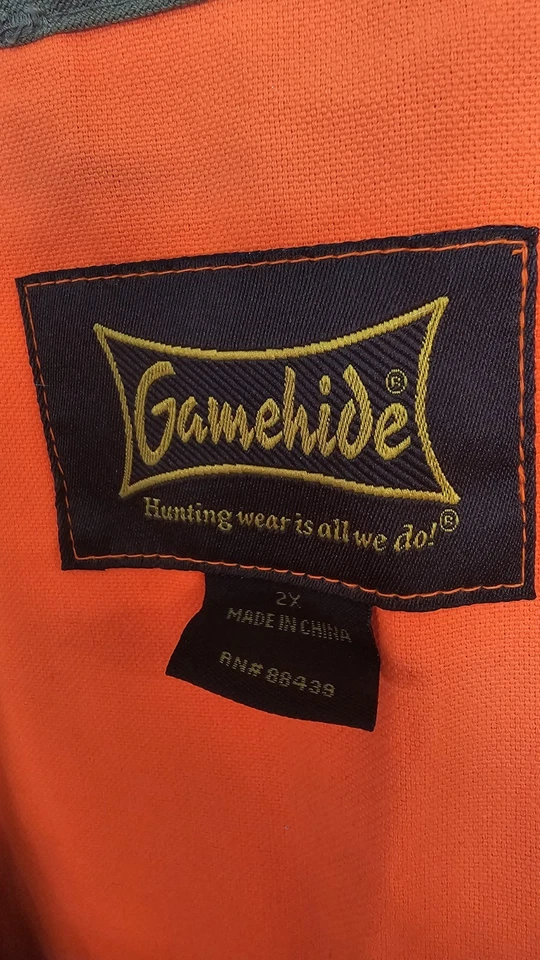 Gamehide®
Hunting wear is all we do!®
2X
MADE IN CHINA
RN# 88439